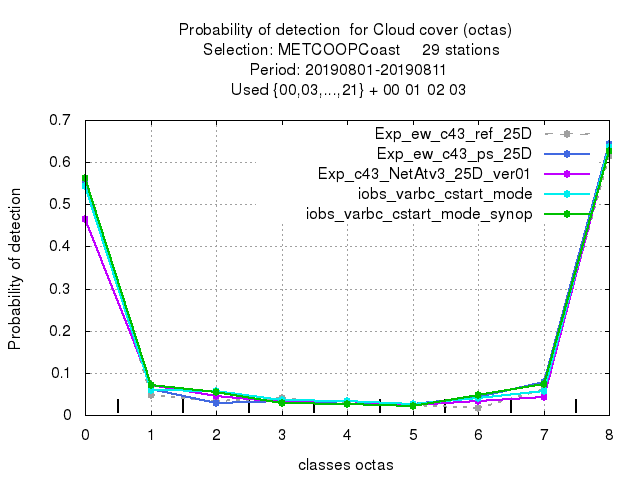 Probability of detection  for Cloud cover (octas)
Selection: METCOOPCoast     29 stations
Period: 20190801-20190811
Used {00,03,...,21} + 00 01 02 03
Probability of detection
0.7
0.6
0.5
0.4
0.3
0.2
0.1
0
Exp_ew_c43_ref_25D
Exp_ew_c43_ps_25D
Exp_c43_NetAtv3_25D_ver01
iobs_varbc_cstart_mode
iobs_varbc_cstart_mode_synop
0 1 2 3 4 5 6 7 8
classes octas